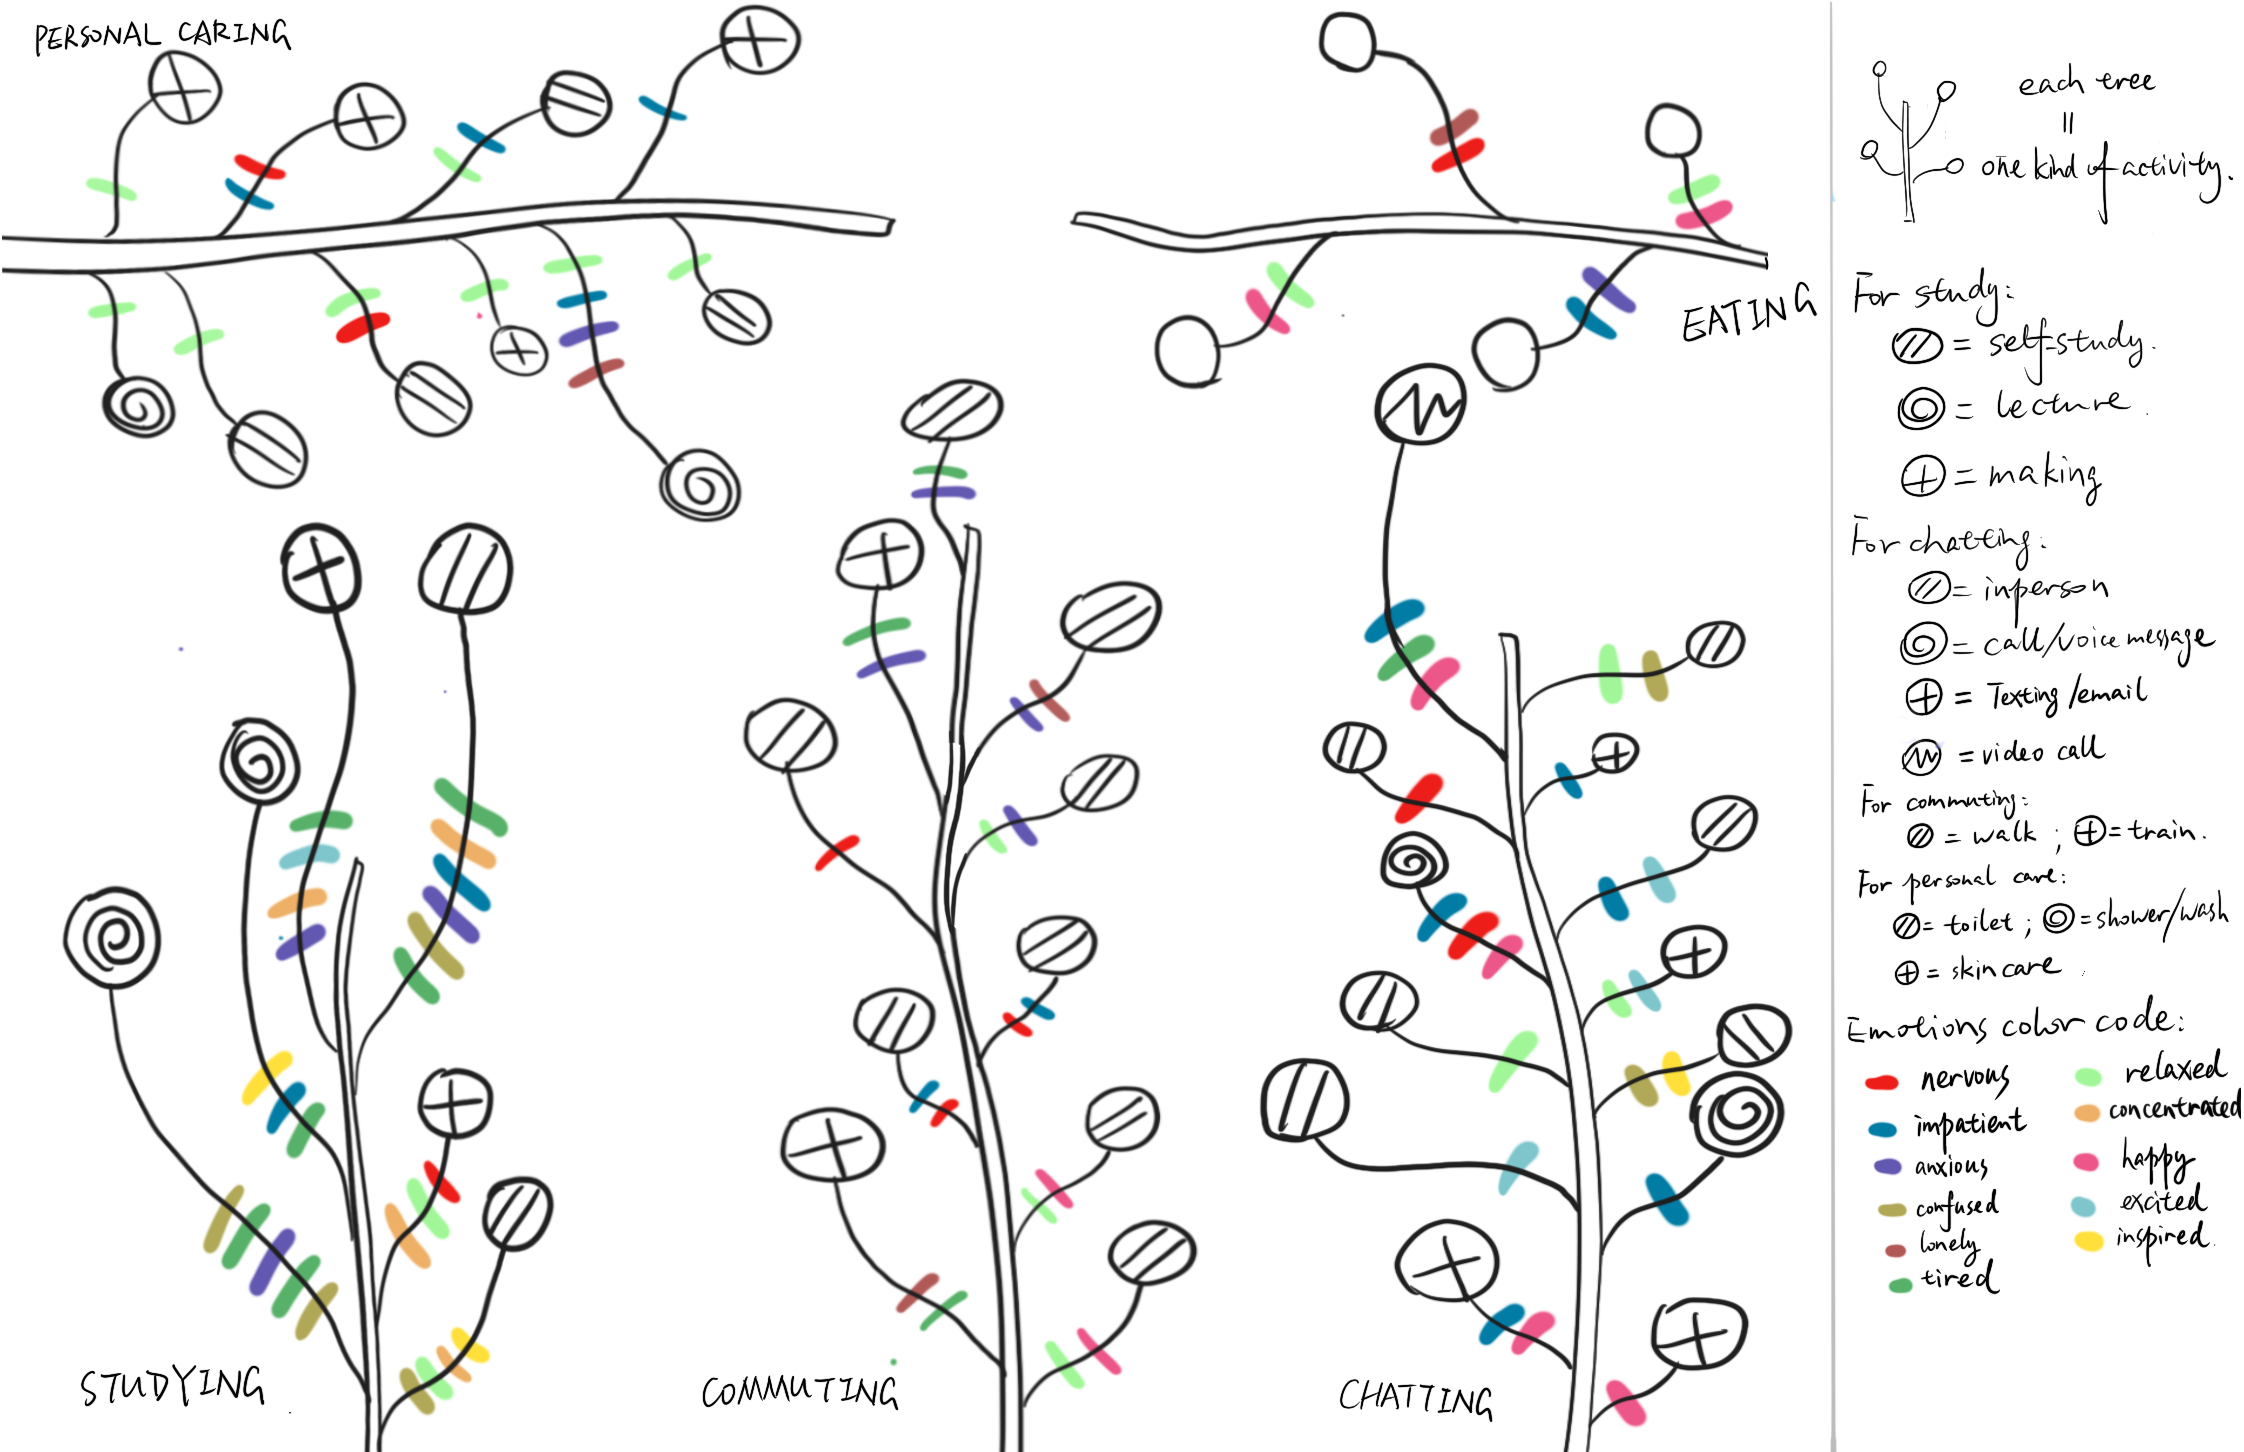 PERSONAL CARING
EATING
STUDYING
COMMUTING
CHATTING
each tree
=
one kind of activity.
For study:
= self-study.
= lecture.
= making
For chatting:
= inperson
= call/voice message
= Texting/email
= video call
For commuting:
= walk ; = train.
For personal care:
= toilet ; = shower/wash
= skin care
Emotions color code:
nervous
impatient
anxious
confused
lonely
tired
relaxed
concentrated
happy
excited
inspired.